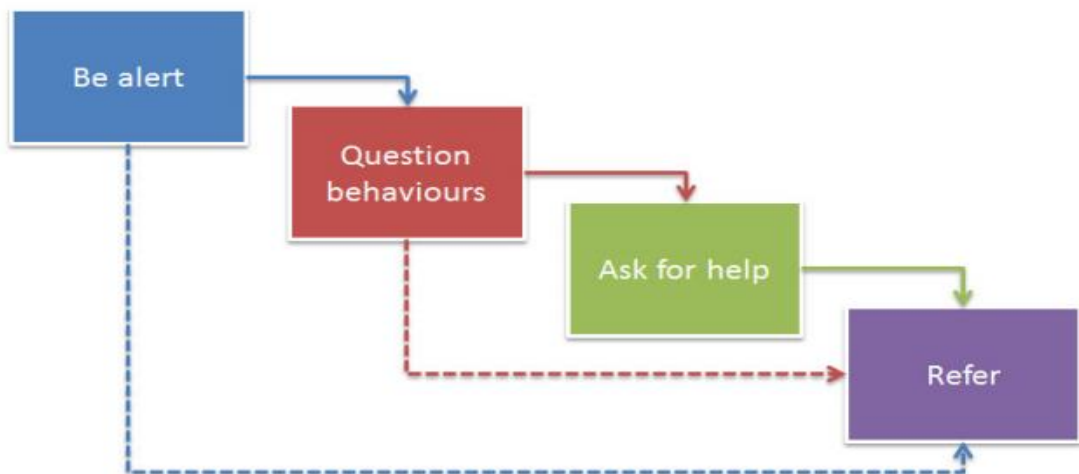 Be alert
Question
behaviours
Ask for help
Refer